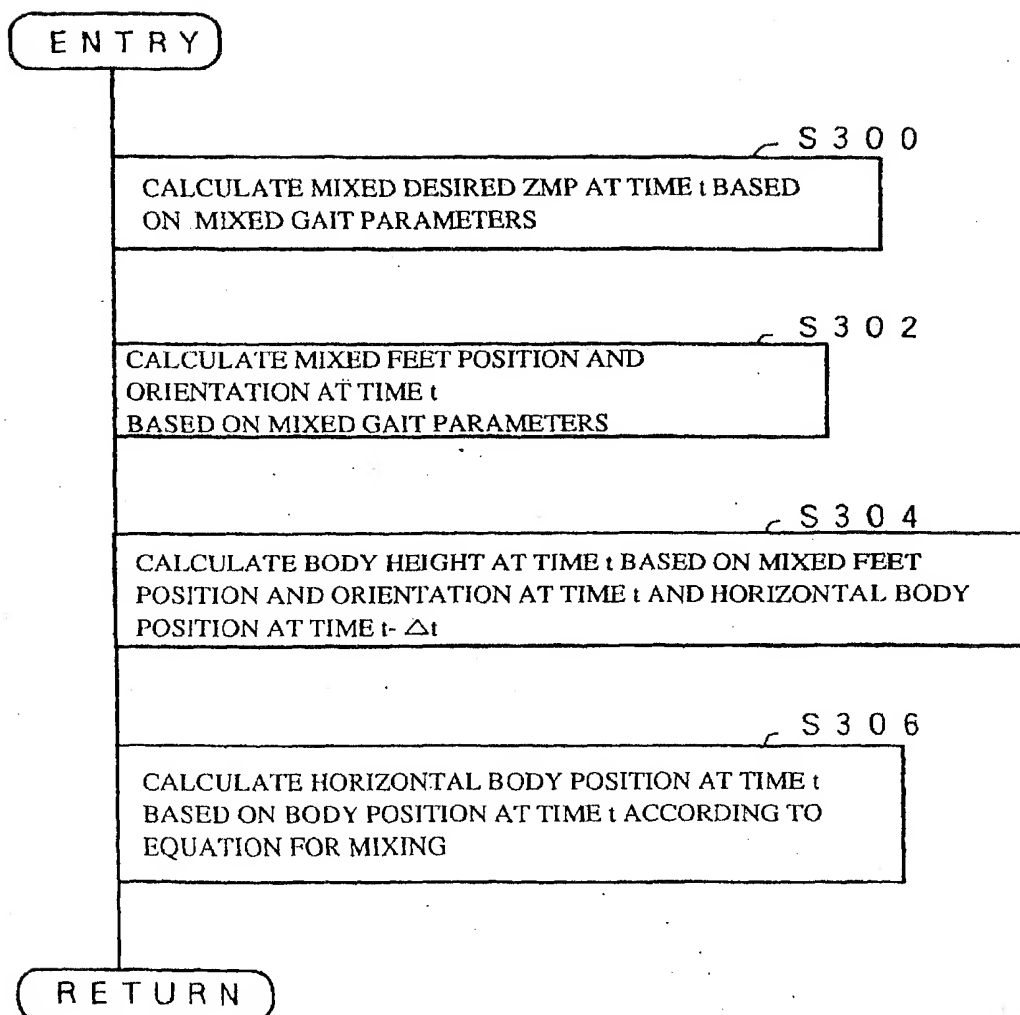 ENTRY
S300
CALCULATE MIXED DESIRED ZMP AT TIME t BASED
ON MIXED GAIT PARAMETERS
S302
CALCULATE MIXED FEET POSITION AND
ORIENTATION AT TIME t
BASED ON MIXED GAIT PARAMETERS
S304
CALCULATE BODY HEIGHT AT TIME t BASED ON MIXED FEET
POSITION AND ORIENTATION AT TIME t AND HORIZONTAL BODY
POSITION AT TIME t- △t
S306
CALCULATE HORIZONTAL BODY POSITION AT TIME t
BASED ON BODY POSITION AT TIME t ACCORDING TO
EQUATION FOR MIXING
RETURN